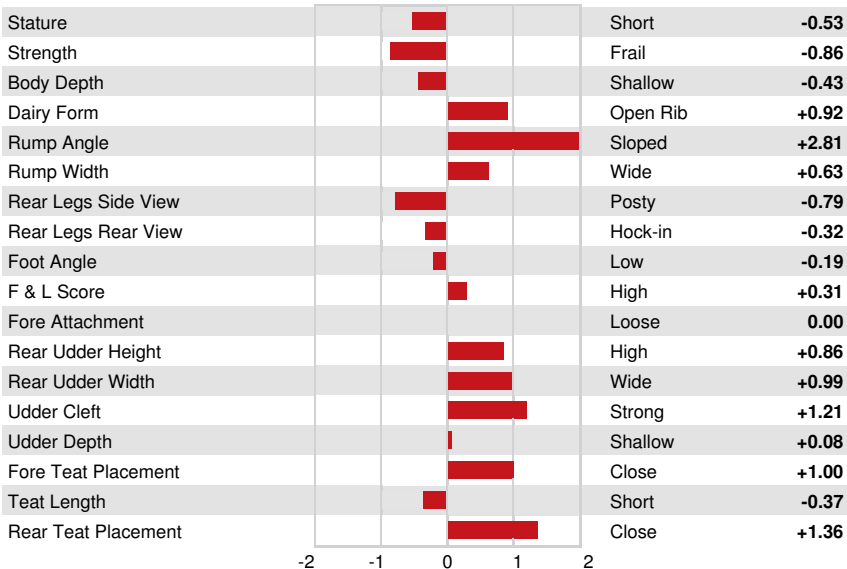 Stature Short -0.53
Strength Frail -0.86
Body Depth Shallow -0.43
Dairy Form Open Rib +0.92
Rump Angle Sloped +2.81
Rump Width Wide +0.63
Rear Legs Side View Posty -0.79
Rear Legs Rear View Hock-in -0.32
Foot Angle Low -0.19
F & L Score High +0.31
Fore Attachment Loose 0.00
Rear Udder Height High +0.86
Rear Udder Width Wide +0.99
Udder Cleft Strong +1.21
Udder Depth Shallow +0.08
Fore Teat Placement Close +1.00
Teat Length Short -0.37
Rear Teat Placement Close +1.36
-2 -1 0 1 2